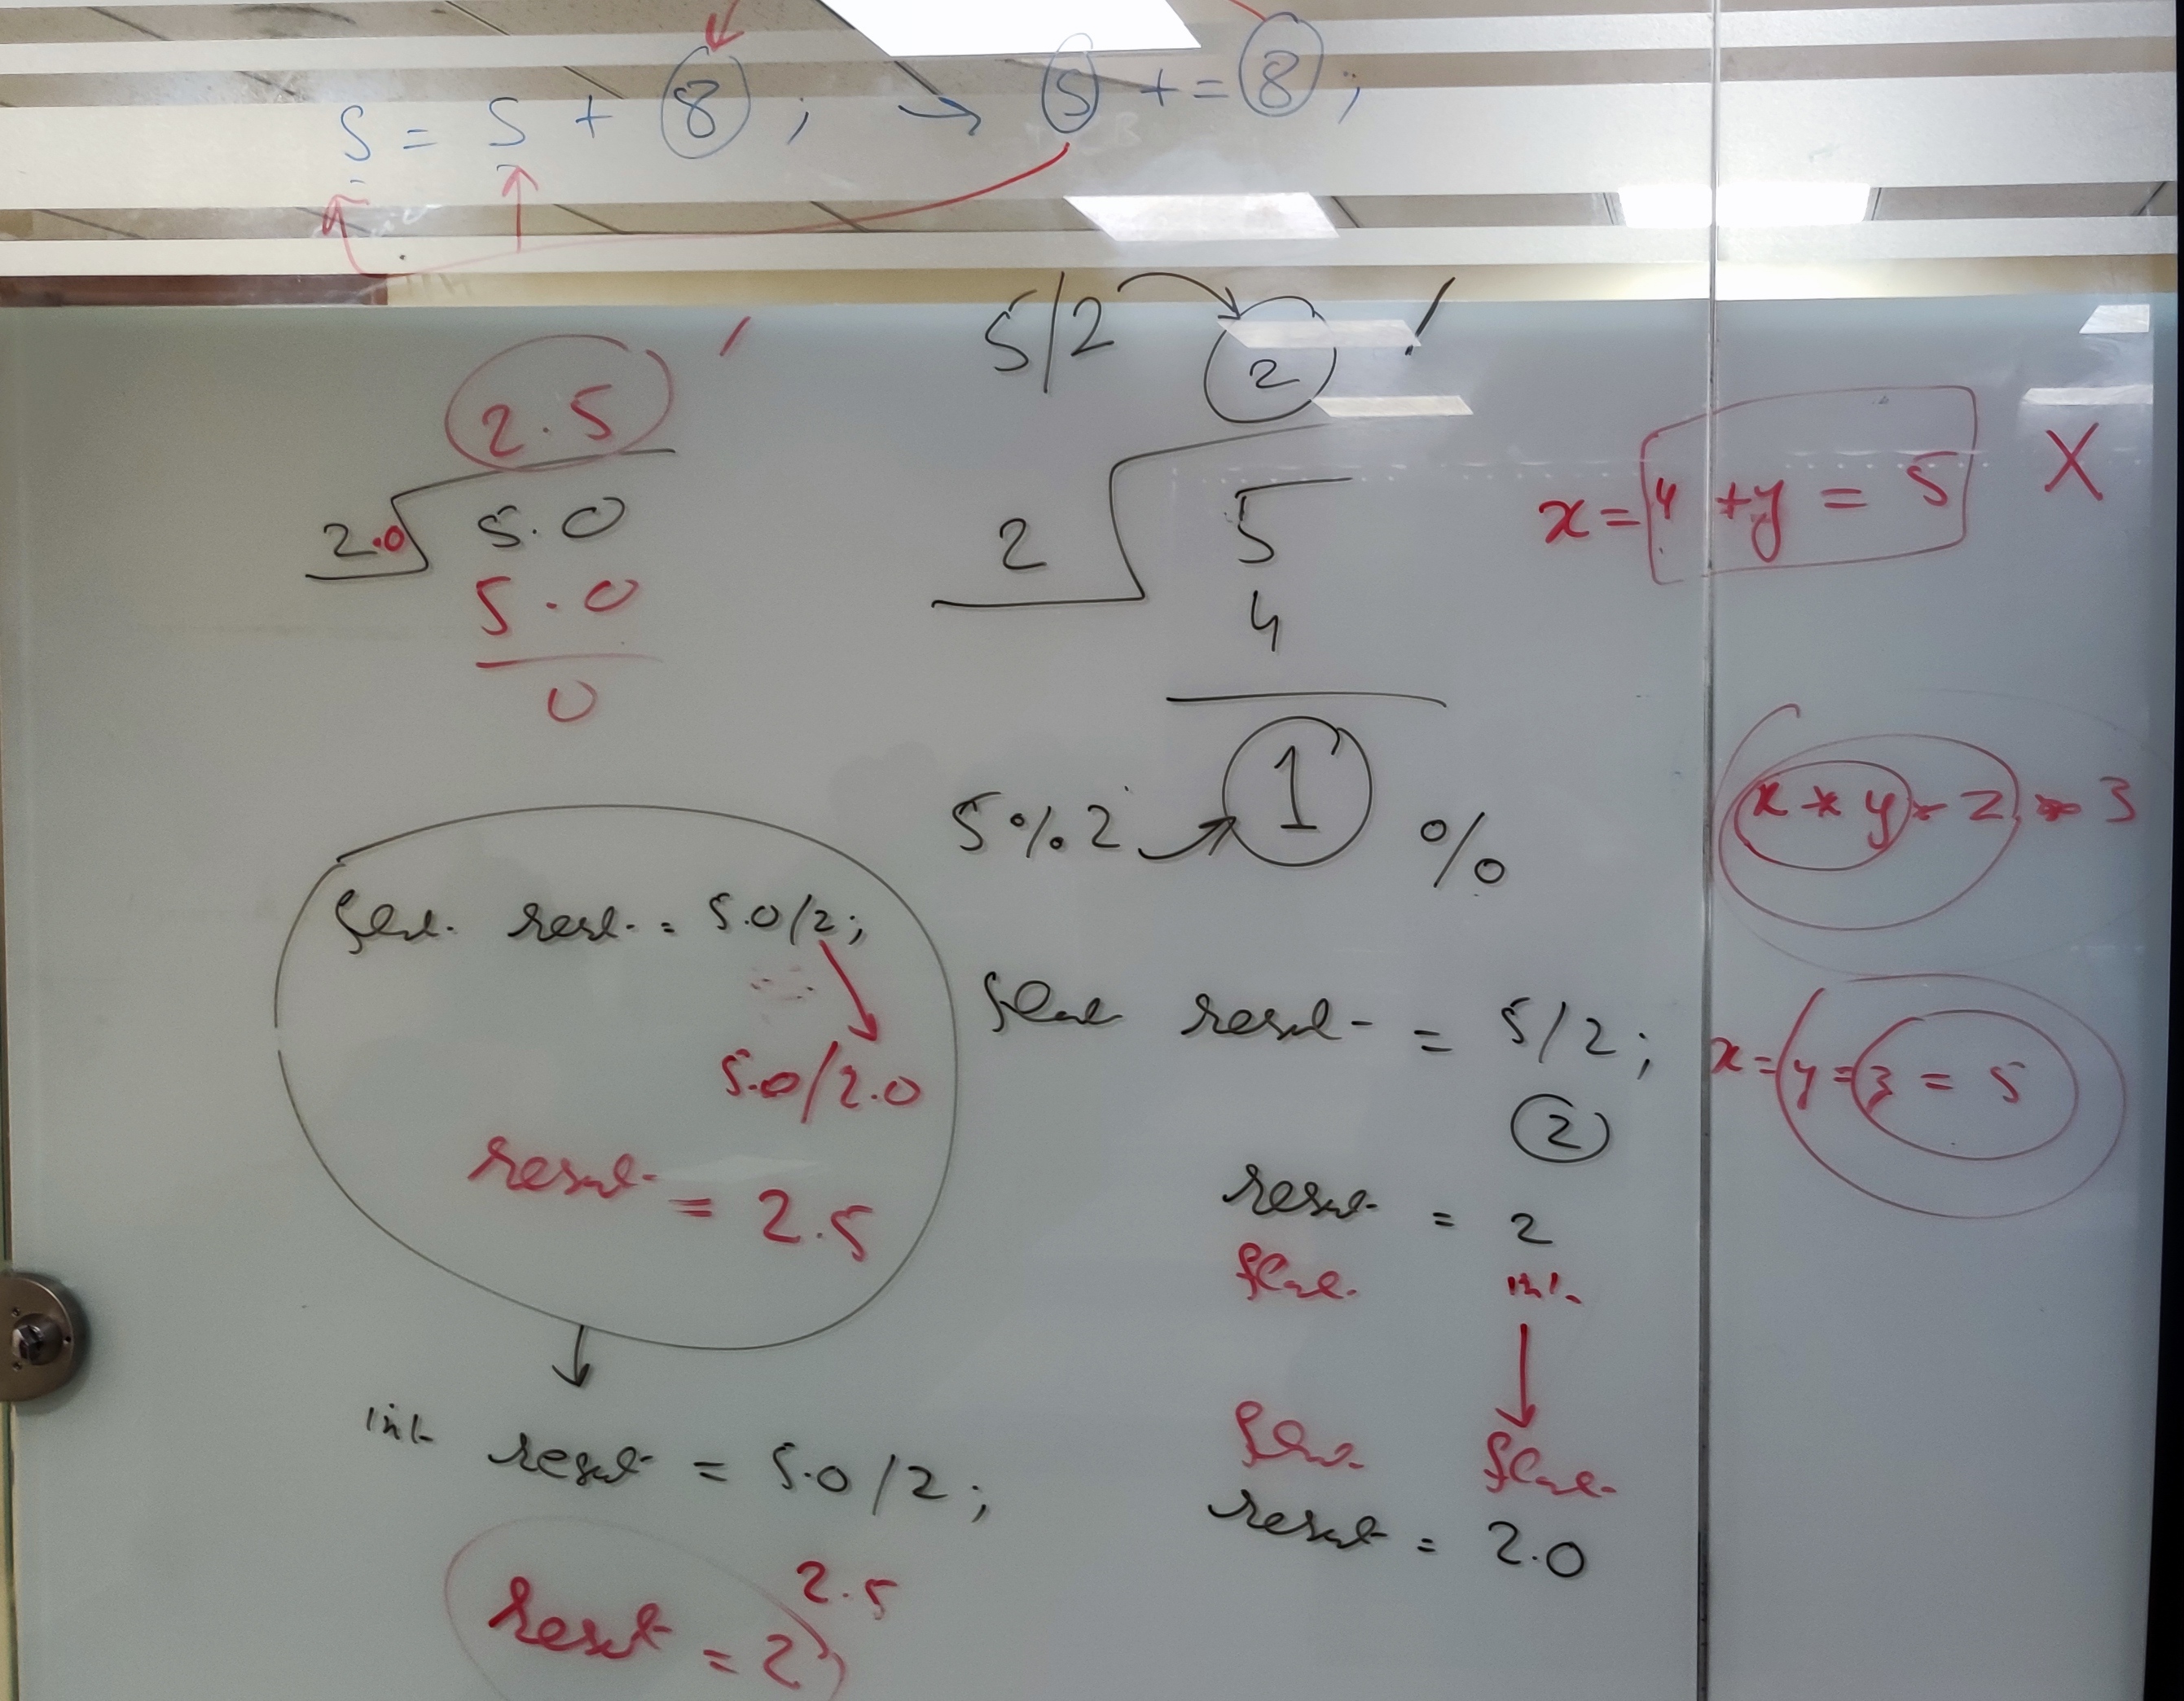 S = S + 8 ; → S += 8 ;
2.5 /
2.0 5.0
5.0
0
5/2 2 /
2 5
4
1
5%2 %
x = 4 + y = 5 X
x * y * z * 3
x = y = 3 = 5
float result = 5.0/2;
5.0/2.0
result = 2.5
int result = 5.0/2;
2.5
result = 2
float result = 5/2;
2
result = 2
float int
float float
result = 2.0